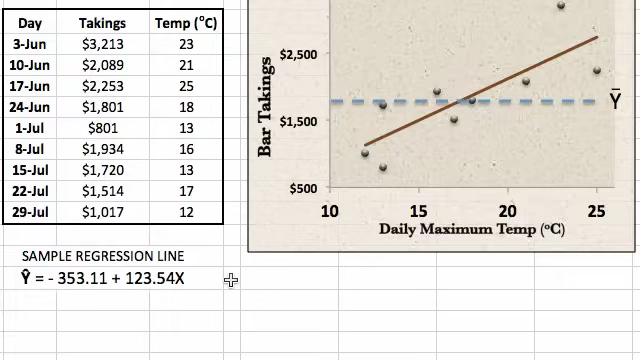 Day Takings Temp (°C)
3-Jun $3,213 23
10-Jun $2,089 21
17-Jun $2,253 25
24-Jun $1,801 18
1-Jul $801 13
8-Jul $1,934 16
15-Jul $1,720 13
22-Jul $1,514 17
29-Jul $1,017 12
SAMPLE REGRESSION LINE
Ŷ = - 353.11 + 123.54X
Bar Takings
$2,500
$1,500
$500
Ȳ
10 15 20 25
Daily Maximum Temp (°C)